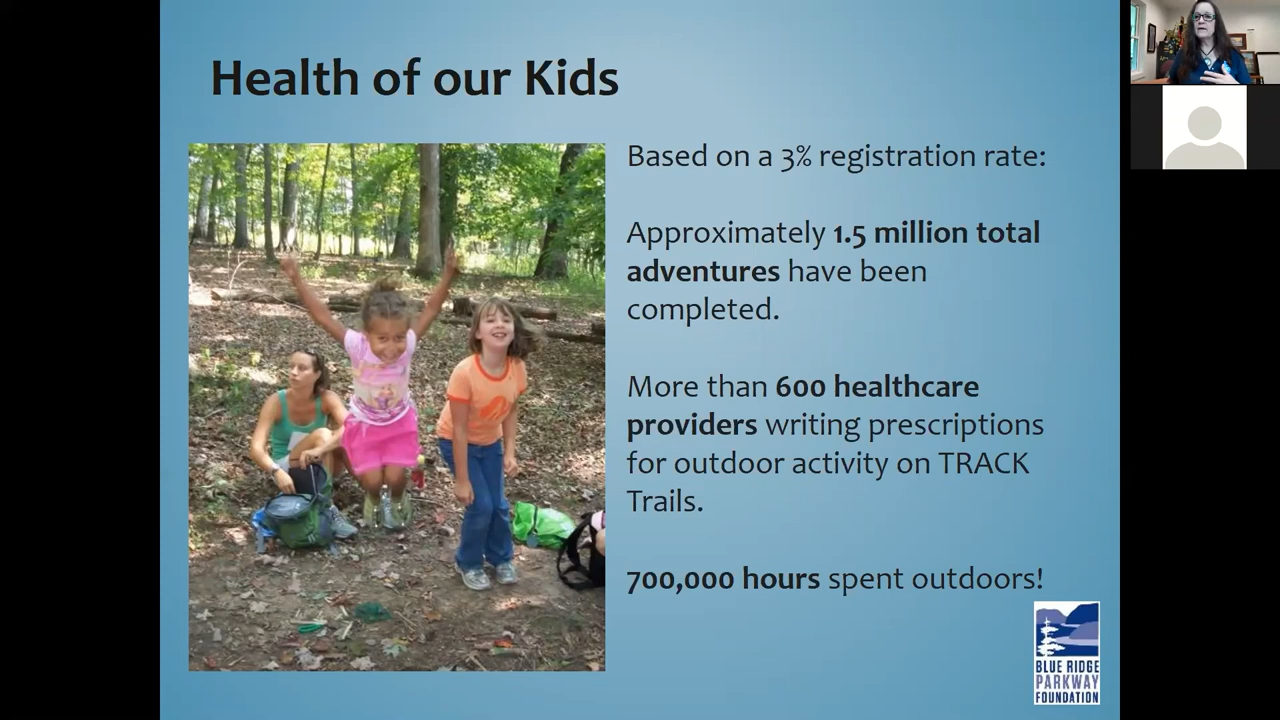 Health of our Kids
Based on a 3% registration rate:
Approximately 1.5 million total
adventures have been
completed.
More than 600 healthcare
providers writing prescriptions
for outdoor activity on TRACK
Trails.
700,000 hours spent outdoors!
BLUE RIDGE
PARKWAY
FOUNDATION